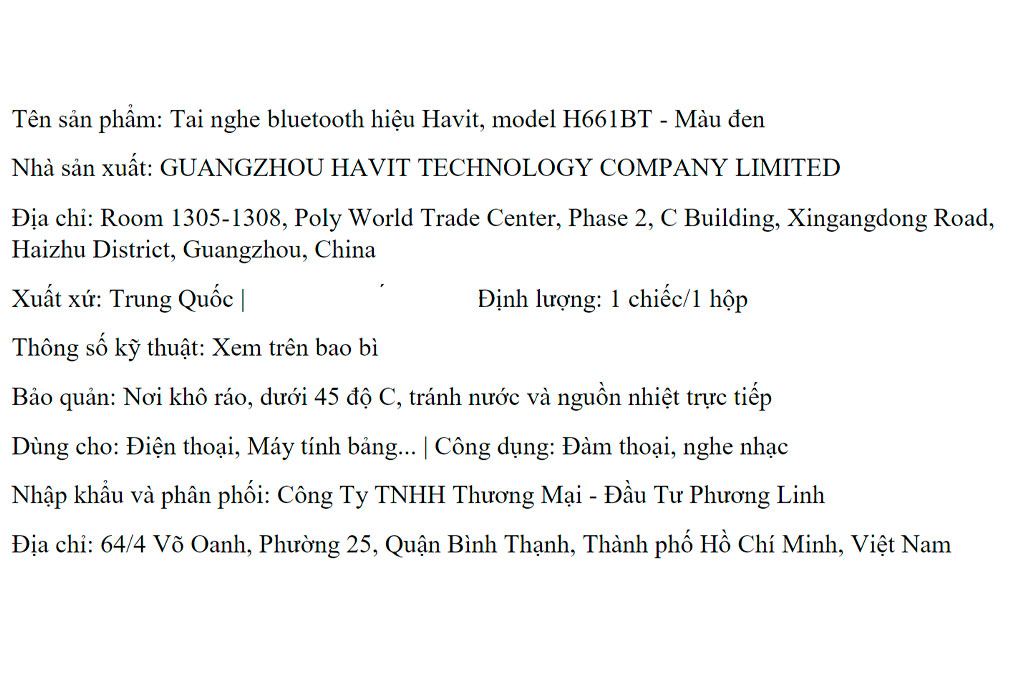 Tên sản phẩm: Tai nghe bluetooth hiệu Havit, model H661BT - Màu đen
Nhà sản xuất: GUANGZHOU HAVIT TECHNOLOGY COMPANY LIMITED
Địa chỉ: Room 1305-1308, Poly World Trade Center, Phase 2, C Building, Xingangdong Road,
Haizhu District, Guangzhou, China
Xuất xứ: Trung Quốc | Định lượng: 1 chiếc/1 hộp
Thông số kỹ thuật: Xem trên bao bì
Bảo quản: Nơi khô ráo, dưới 45 độ C, tránh nước và nguồn nhiệt trực tiếp
Dùng cho: Điện thoại, Máy tính bảng... | Công dụng: Đàm thoại, nghe nhạc
Nhập khẩu và phân phối: Công Ty TNHH Thương Mại - Đầu Tư Phương Linh
Địa chỉ: 64/4 Võ Oanh, Phường 25, Quận Bình Thạnh, Thành phố Hồ Chí Minh, Việt Nam